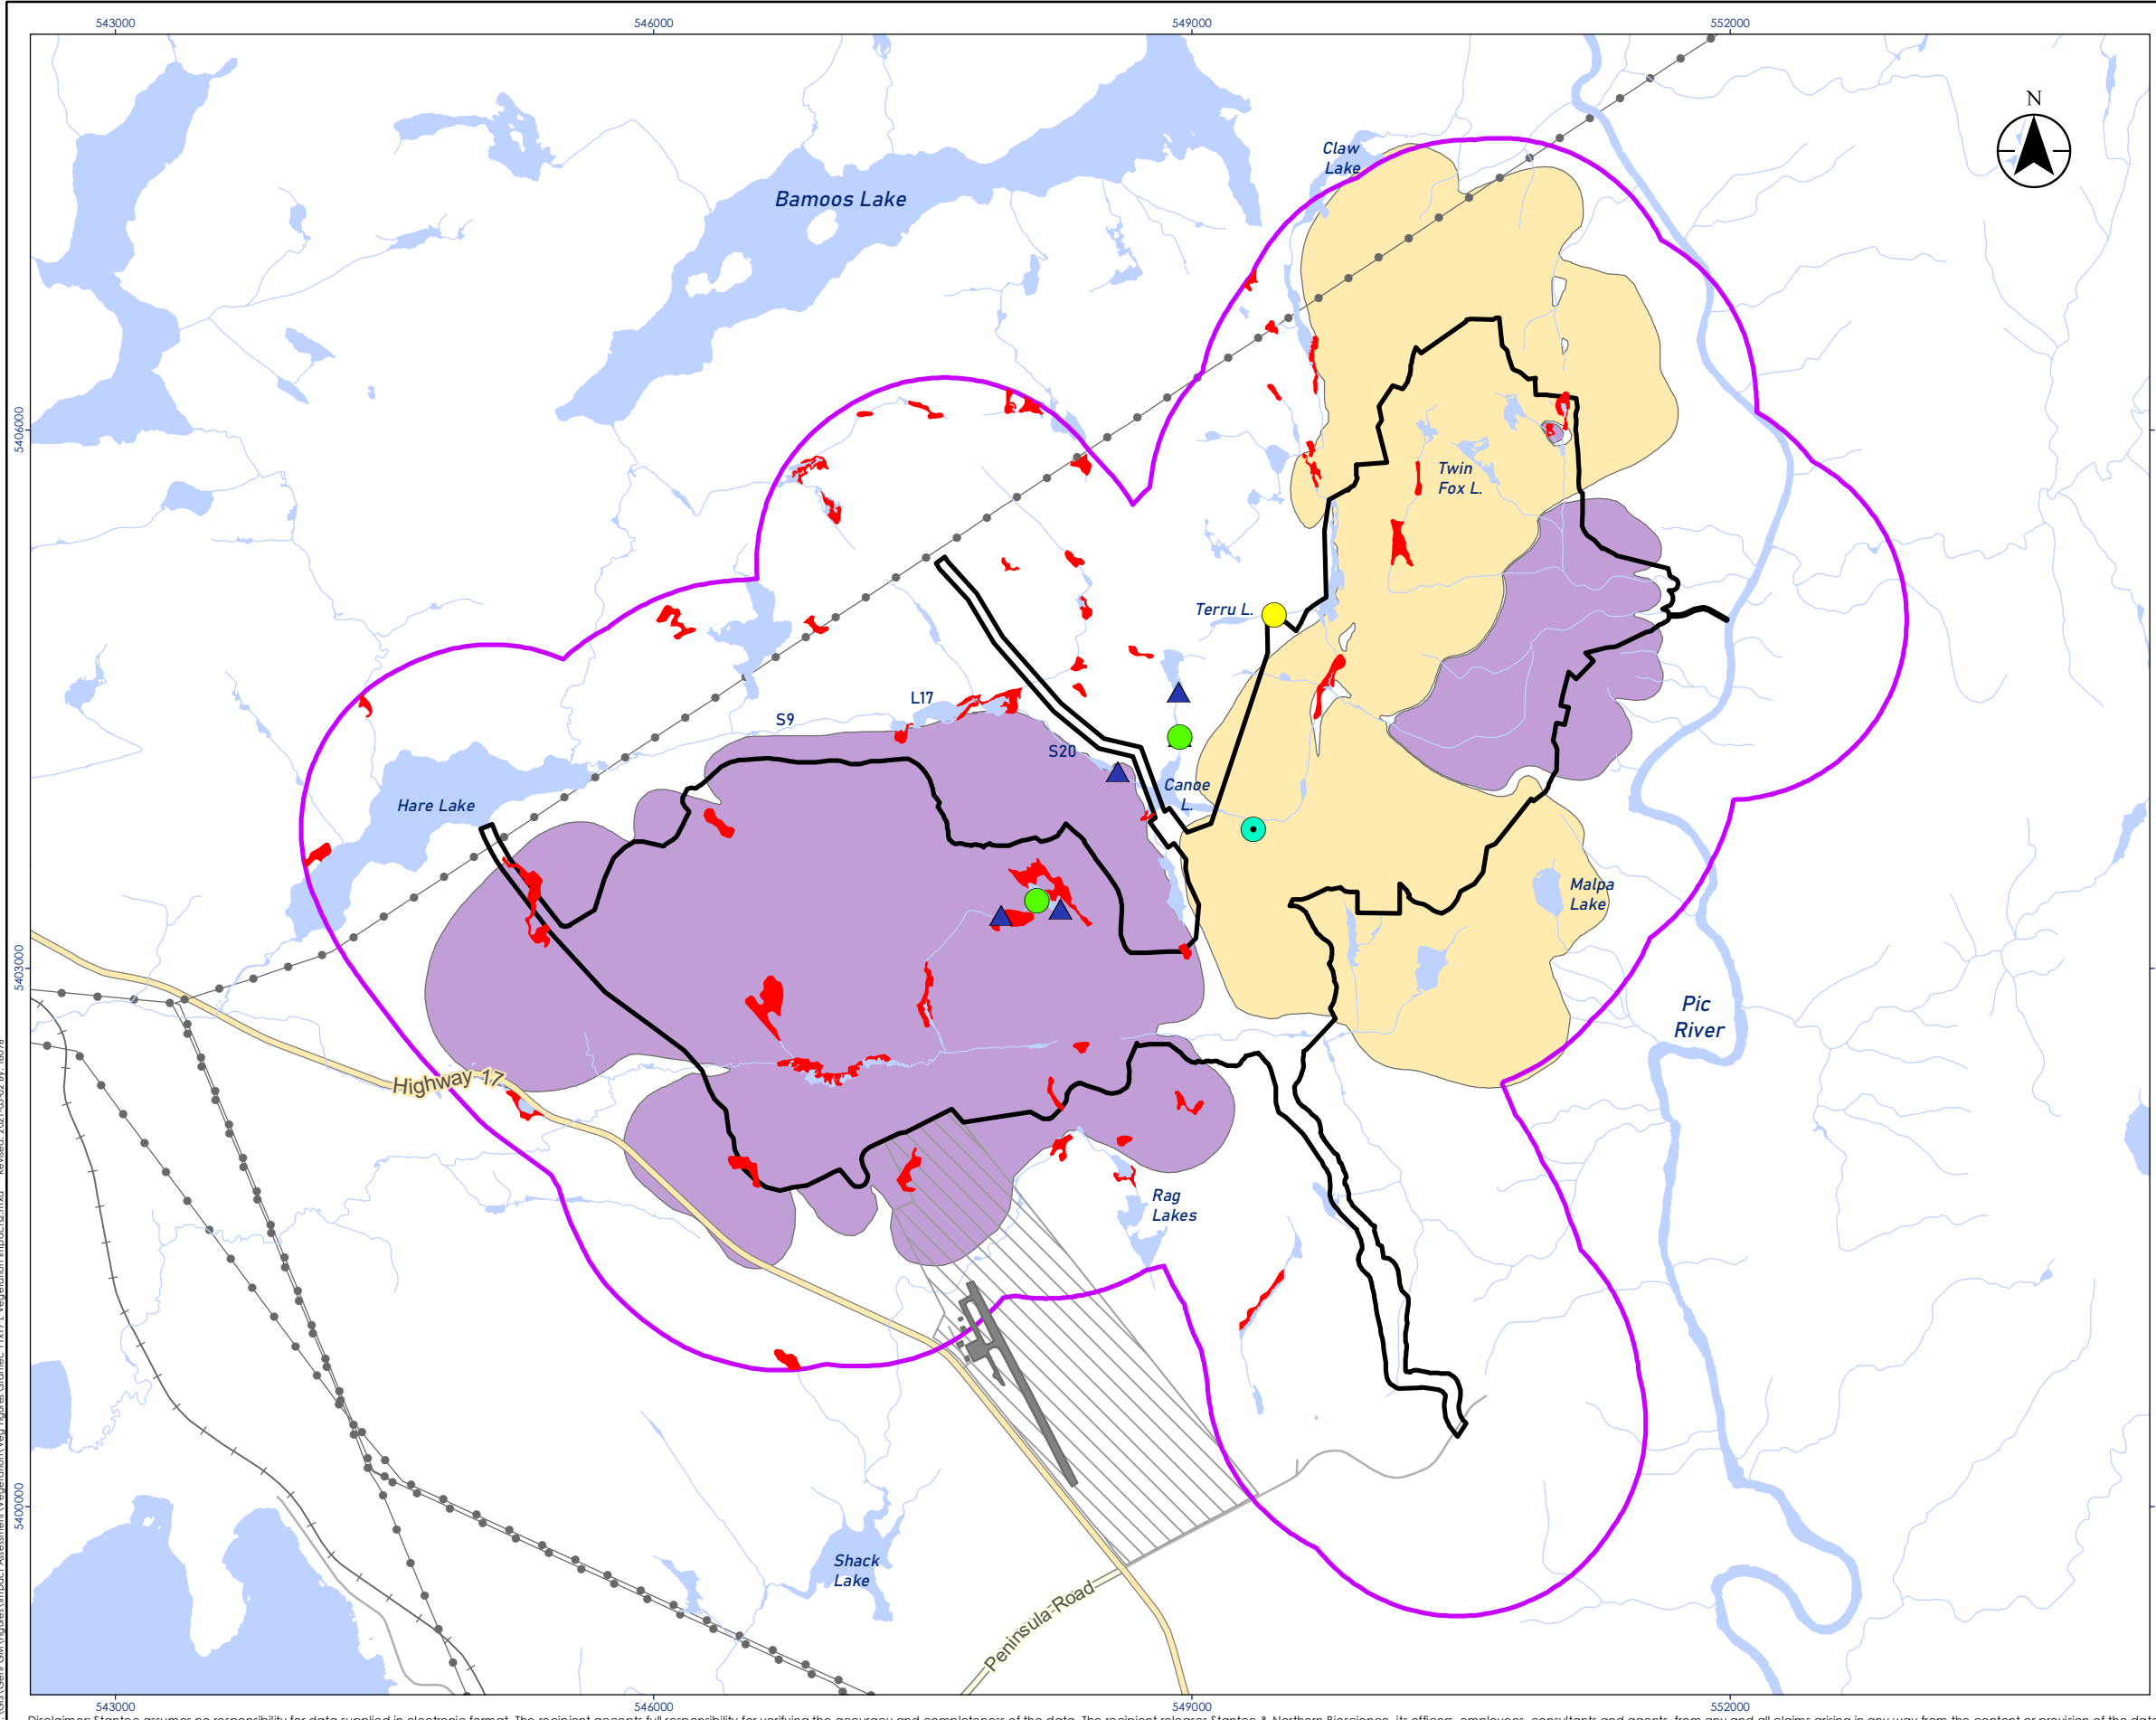 543000
546000
549000
552000
N
Claw
Lake
Bamoos Lake
5406000
Twin
Fox L.
Terru L.
L17
S9
S20
Canoe
L.
Hare Lake
Malpa
Lake
5403000
Pic
River
Highway 17
Rag
Lakes
5400000
Shack
Lake
Peninsula Road
543000
546000
549000
552000